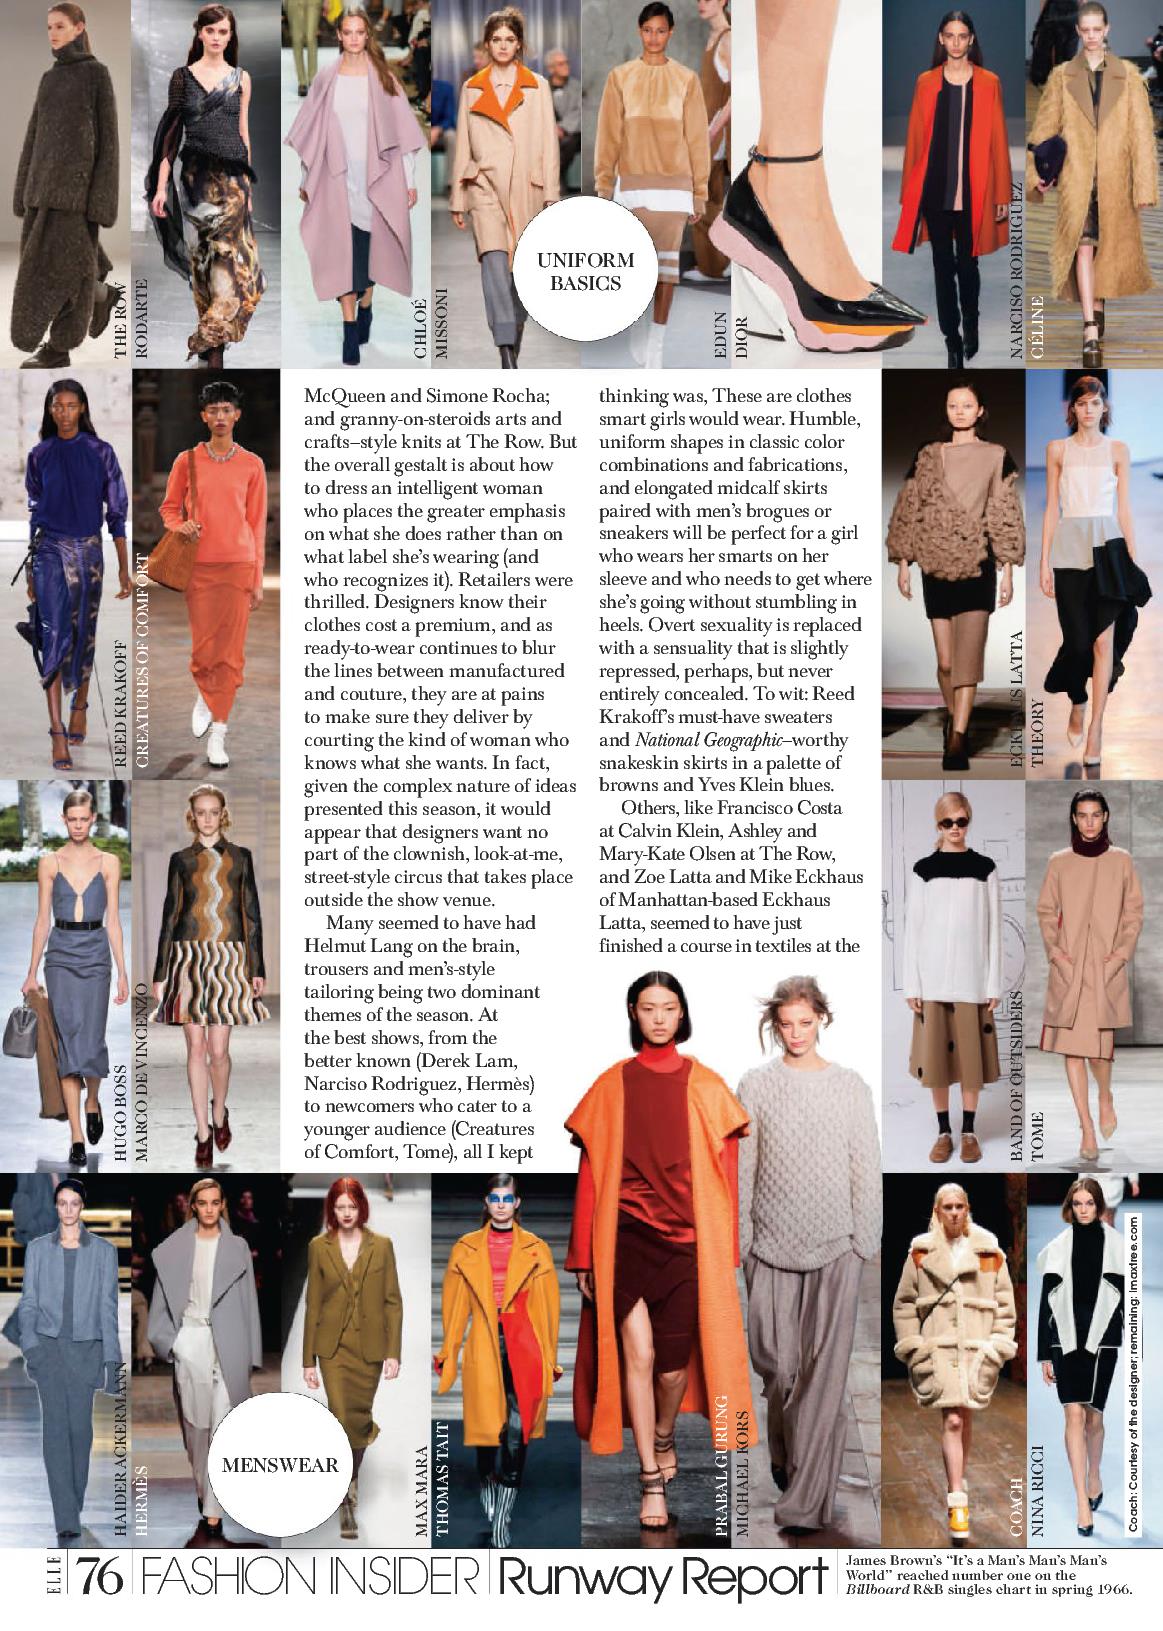 THE ROW
RODARTE
CHLOÉ
MISSONI
UNIFORM
BASICS
EDUN
DIOR
NARCISO RODRIGUEZ
CÉLINE
REED KRAKOFF
CREATURES OF COMFORT
McQueen and Simone Rocha;
and granny-on-steroids arts and
crafts–style knits at The Row. But
the overall gestalt is about how
to dress an intelligent woman
who places the greater emphasis
on what she does rather than on
what label she’s wearing (and
who recognizes it). Retailers were
thrilled. Designers know their
clothes cost a premium, and as
ready-to-wear continues to blur
the lines between manufactured
and couture, they are at pains
to make sure they deliver by
courting the kind of woman who
knows what she wants. In fact,
given the complex nature of ideas
presented this season, it would
appear that designers want no
part of the clownish, look-at-me,
street-style circus that takes place
outside the show venue.
Many seemed to have had
Helmut Lang on the brain,
trousers and men’s-style
tailoring being two dominant
themes of the season. At
the best shows, from the
better known (Derek Lam,
Narciso Rodriguez, Hermès)
to newcomers who cater to a
younger audience (Creatures
of Comfort, Tome), all I kept
thinking was, These are clothes
smart girls would wear. Humble,
uniform shapes in classic color
combinations and fabrications,
and elongated midcalf skirts
paired with men’s brogues or
sneakers will be perfect for a girl
who wears her smarts on her
sleeve and who needs to get where
she’s going without stumbling in
heels. Overt sexuality is replaced
with a sensuality that is slightly
repressed, perhaps, but never
entirely concealed. To wit: Reed
Krakoff’s must-have sweaters
and National Geographic–worthy
snakeskin skirts in a palette of
browns and Yves Klein blues.
Others, like Francisco Costa
at Calvin Klein, Ashley and
Mary-Kate Olsen at The Row,
and Zoe Latta and Mike Eckhaus
of Manhattan-based Eckhaus
Latta, seemed to have just
finished a course in textiles at the
ECKHAUS LATTA
THEORY
HUGO BOSS
MARCO DE VINCENZO
BAND OF OUTSIDERS
TOME
HAIDER ACKERMANN
HERMÈS
MENSWEAR
MAX MARA
THOMAS TAIT
PRABAL GURUNG
MICHAEL KORS
COACH
NINA RICCI
Coach: Courtesy of the designer; remaining: Imaxtree.com
ELLE
76
FASHION INSIDER
Runway Report
James Brown’s “It’s a Man’s Man’s Man’s
World” reached number one on the
Billboard R&B singles chart in spring 1966.